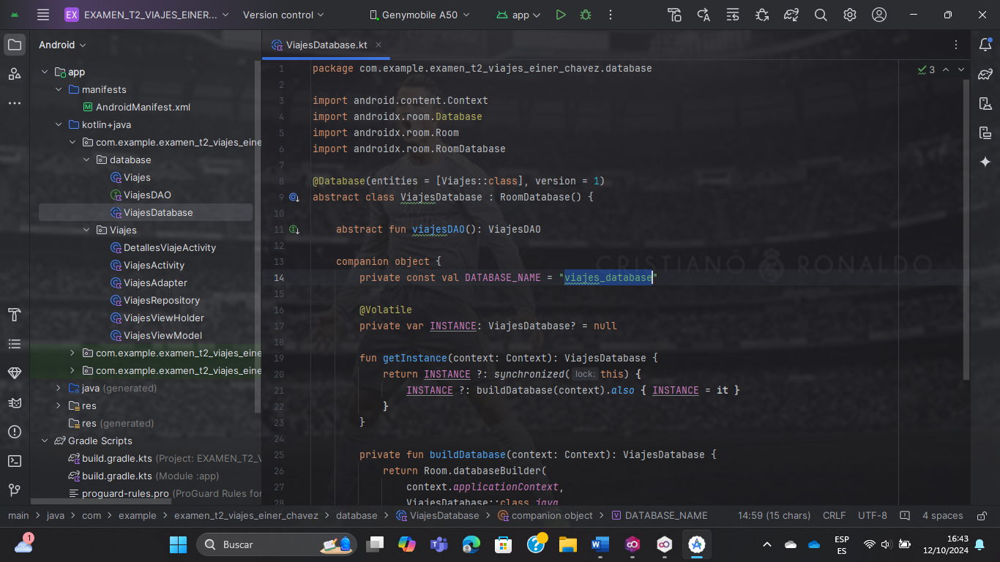 EX EXAMEN_T2_VIAJES_EINER... Version control Genymobile A50 app
Android
app
manifests
M AndroidManifest.xml
kotlin+java
com.example.examen_t2_viajes_eine
database
Viajes
ViajesDAO
ViajesDatabase
Viajes
DetallesViajeActivity
ViajesActivity
ViajesAdapter
ViajesRepository
ViajesViewHolder
ViajesViewModel
com.example.examen_t2_viajes_eine
com.example.examen_t2_viajes_eine
java (generated)
res
res (generated)
Gradle Scripts
build.gradle.kts (Project: EXAMEN_T2_V
build.gradle.kts (Module :app)
proguard-rules.pro (ProGuard Rules for
ViajesDatabase.kt
3
1 package com.example.examen_t2_viajes_einer_chavez.database
2
3 import android.content.Context
4 import androidx.room.Database
5 import androidx.room.Room
6 import androidx.room.RoomDatabase
7
8 @Database(entities = [Viajes::class], version = 1)
9 abstract class ViajesDatabase : RoomDatabase() {
10
11 abstract fun viajesDAO(): ViajesDAO
12
13 companion object {
14 private const val DATABASE_NAME = "viajes_database"
15
16 @Volatile
17 private var INSTANCE: ViajesDatabase? = null
18
19 fun getInstance(context: Context): ViajesDatabase {
20 return INSTANCE ?: synchronized( lock: this) {
21 INSTANCE ?: buildDatabase(context).also { INSTANCE = it }
22 }
23 }
24
25 private fun buildDatabase(context: Context): ViajesDatabase {
26 return Room.databaseBuilder(
27 context.applicationContext,
28 ViajesDatabase::class.java
CRISTIANO RONALDO
main > java > com > example > examen_t2_viajes_einer_chavez > database > ViajesDatabase > companion object > DATABASE_NAME 14:59 (15 chars) CRLF UTF-8 4 spaces
1
Buscar
ESP
ES
16:43
12/10/2024